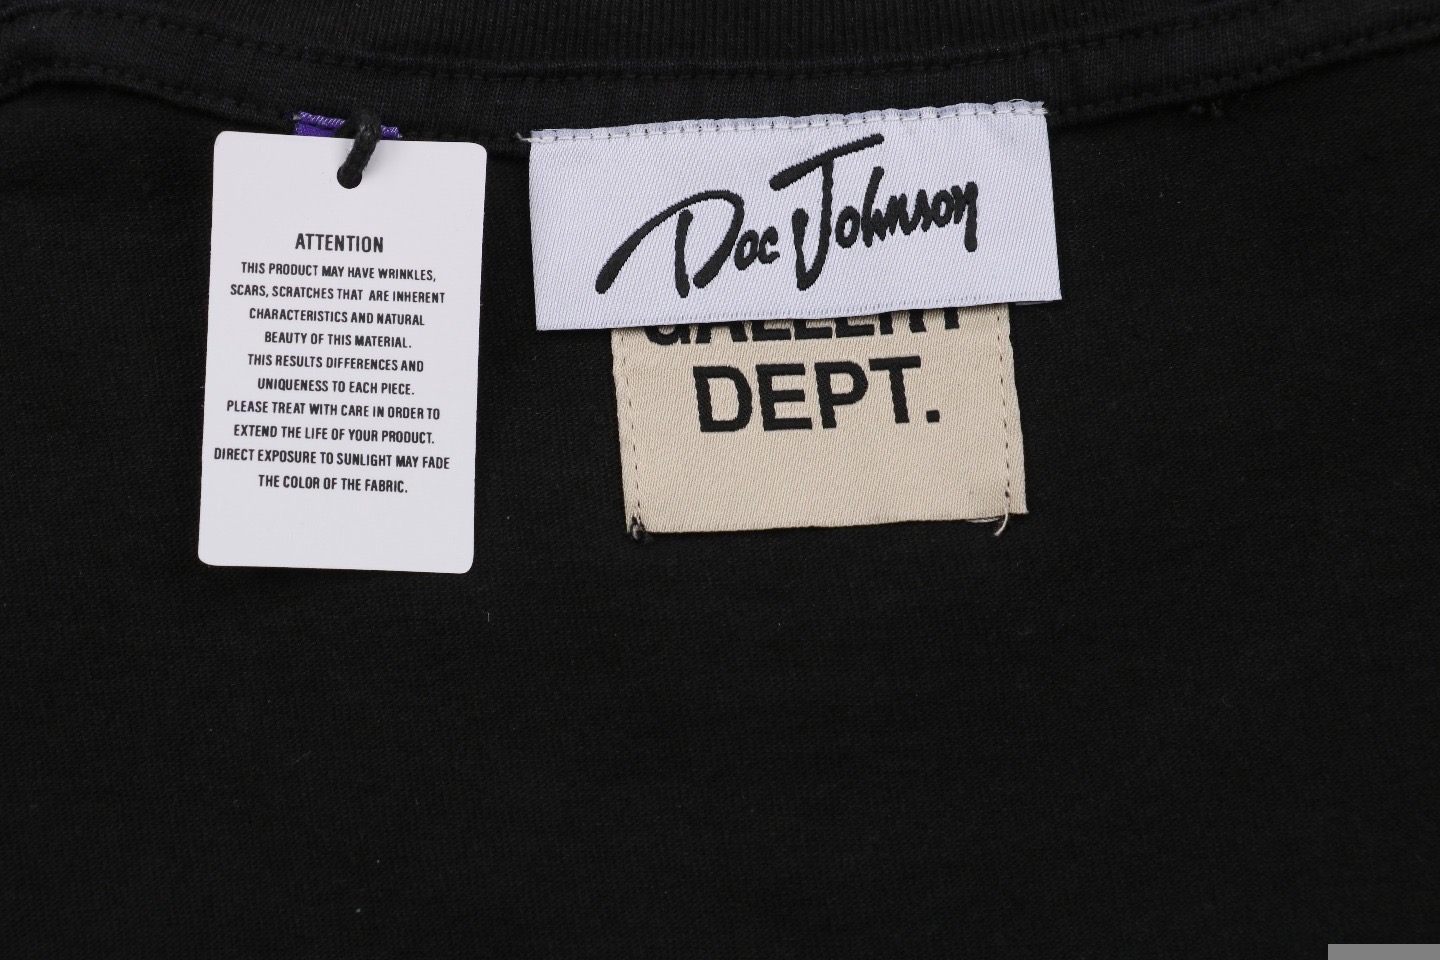 ATTENTION
THIS PRODUCT MAY HAVE WRINKLES,
SCARS, SCRATCHES THAT ARE INHERENT
CHARACTERISTICS AND NATURAL
BEAUTY OF THIS MATERIAL.
THIS RESULTS DIFFERENCES AND
UNIQUENESS TO EACH PIECE.
PLEASE TREAT WITH CARE IN ORDER TO
EXTEND THE LIFE OF YOUR PRODUCT.
DIRECT EXPOSURE TO SUNLIGHT MAY FADE
THE COLOR OF THE FABRIC.
Doc Johnson
GALLERY
DEPT.